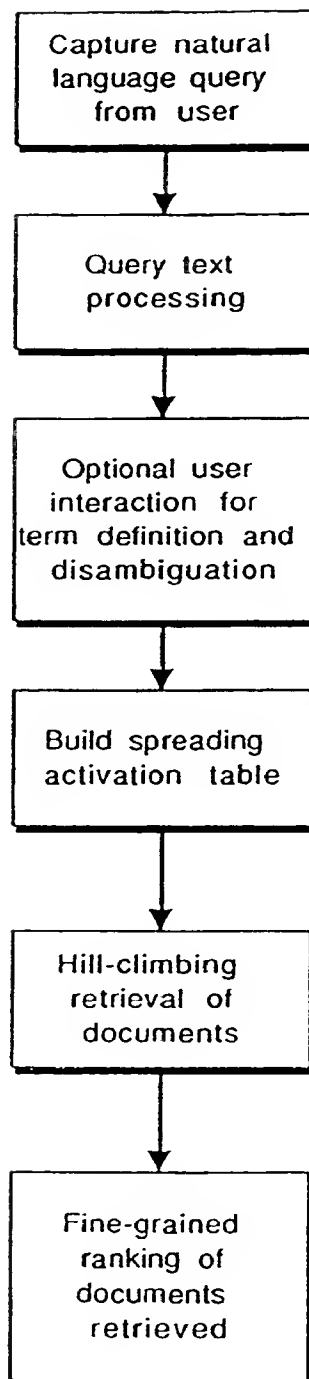 Capture natural
language query
from user
Query text
processing
Optional user
interaction for
term definition and
disambiguation
Build spreading
activation table
Hill-climbing
retrieval of
documents
Fine-grained
ranking of
documents
retrieved